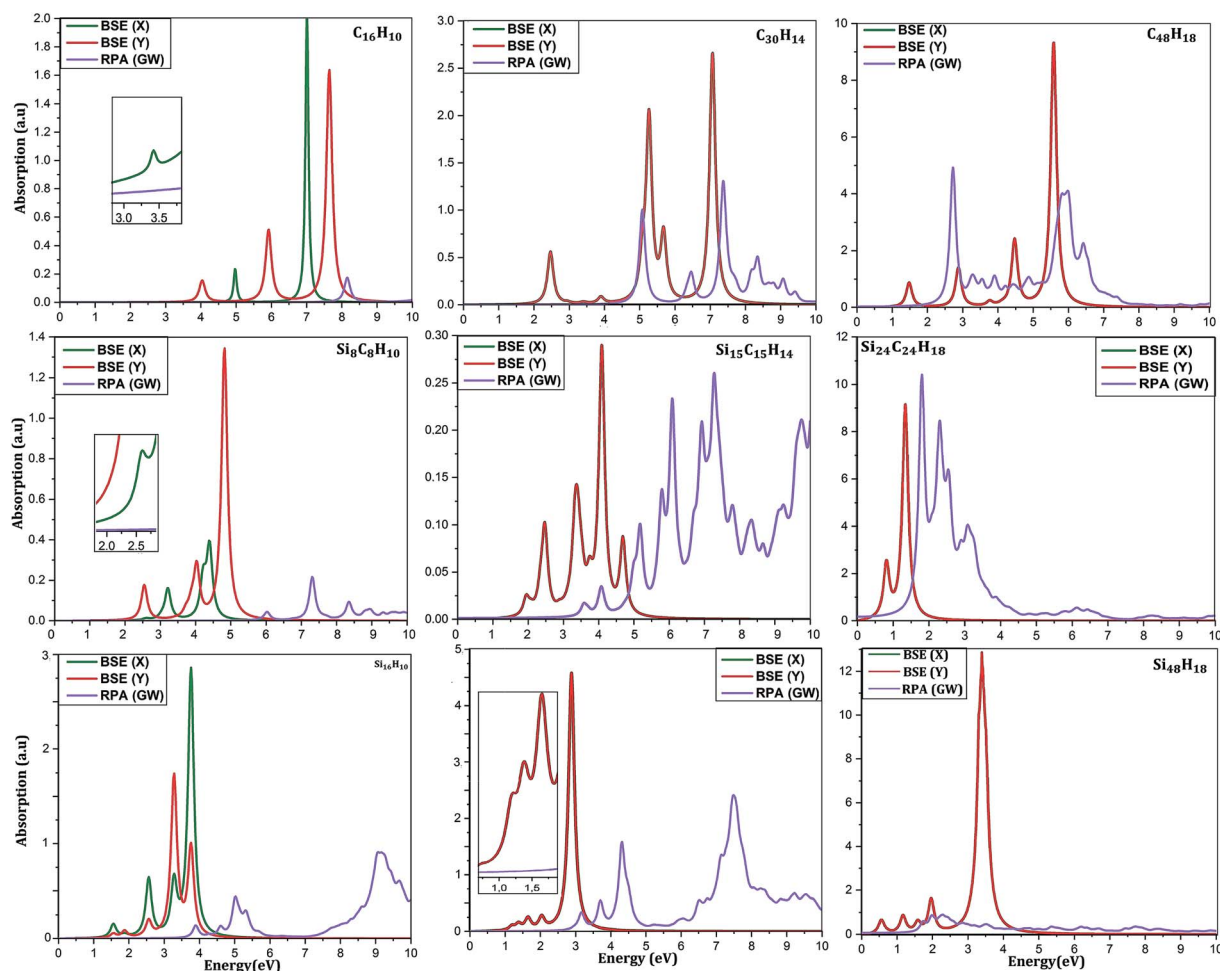 BSE (X)
BSE (Y)
RPA (GW)
C16H10
Absorption (a.u)
2.0
1.8
1.6
1.4
1.2
1.0
0.8
0.6
0.4
0.2
0.0
3.0 3.5
0 1 2 3 4 5 6 7 8 9 10
BSE (X)
BSE (Y)
RPA (GW)
C30H14
3.0
2.5
2.0
1.5
1.0
0.5
0.0
0 1 2 3 4 5 6 7 8 9 10
BSE (X)
BSE (Y)
RPA (GW)
C48H18
10
8
6
4
2
0
0 1 2 3 4 5 6 7 8 9 10
BSE (X)
BSE (Y)
RPA (GW)
Si8C8H10
Absorption (a.u)
1.4
1.2
1.0
0.8
0.6
0.4
0.2
0.0
2.0 2.5
0 1 2 3 4 5 6 7 8 9 10
BSE (X)
BSE (Y)
RPA (GW)
Si15C15H14
0.30
0.25
0.20
0.15
0.10
0.05
0.00
0 1 2 3 4 5 6 7 8 9 10
BSE (X)
BSE (Y)
RPA (GW)
Si24C24H18
12
10
8
6
4
2
0
0 1 2 3 4 5 6 7 8 9 10
BSE (X)
BSE (Y)
RPA (GW)
Si16H10
Absorption (a.u)
3
2
1
0
0 1 2 3 4 5 6 7 8 9 10
Energy(eV)
BSE (X)
BSE (Y)
RPA (GW)
5
4
3
2
1
0
1,0 1,5
0 1 2 3 4 5 6 7 8 9 10
Energy(eV)
BSE (X)
BSE (Y)
RPA (GW)
Si48H18
12
10
8
6
4
2
0
0 1 2 3 4 5 6 7 8 9 10
Energy (eV)